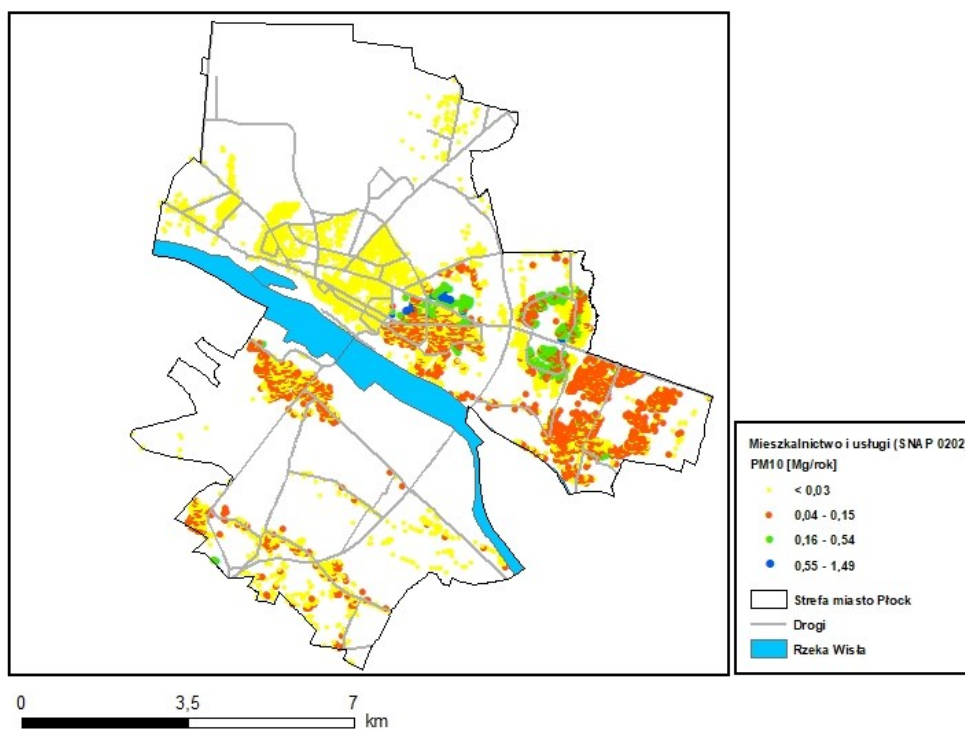 Mieszkalnictwo i usługi (SNAP 0202
PM10 [Mg/rok]
< 0,03
0,04 - 0,15
0,16 - 0,54
0,55 - 1,49
Strefa miasto Płock
Drogi
Rzeka Wisła
0 3,5 7
km